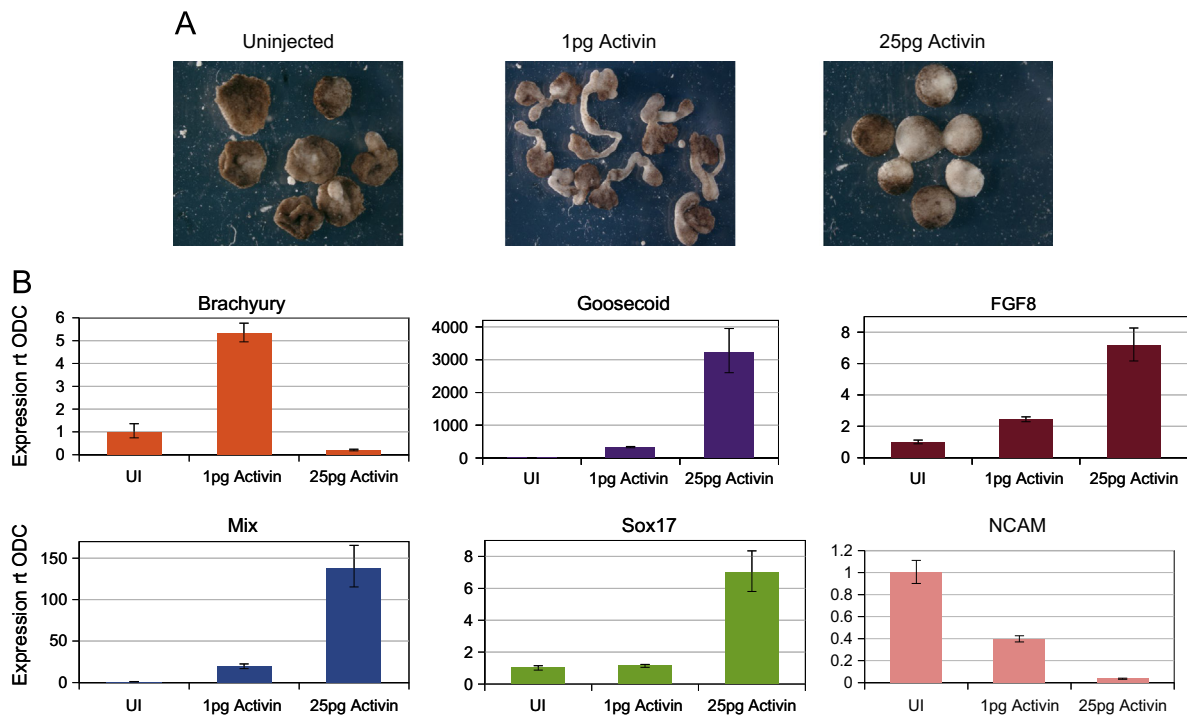 A
Uninjected
1pg Activin
25pg Activin
B
Brachyury
Expression rt ODC
6
5
4
3
2
1
0
UI
1pg Activin
25pg Activin
Goosecoid
4000
3000
2000
1000
0
UI
1pg Activin
25pg Activin
FGF8
8
6
4
2
0
UI
1pg Activin
25pg Activin
Mix
Expression rt ODC
150
100
50
0
UI
1pg Activin
25pg Activin
Sox17
8
6
4
2
0
UI
1pg Activin
25pg Activin
NCAM
1.2
1
0.8
0.6
0.4
0.2
0
UI
1pg Activin
25pg Activin